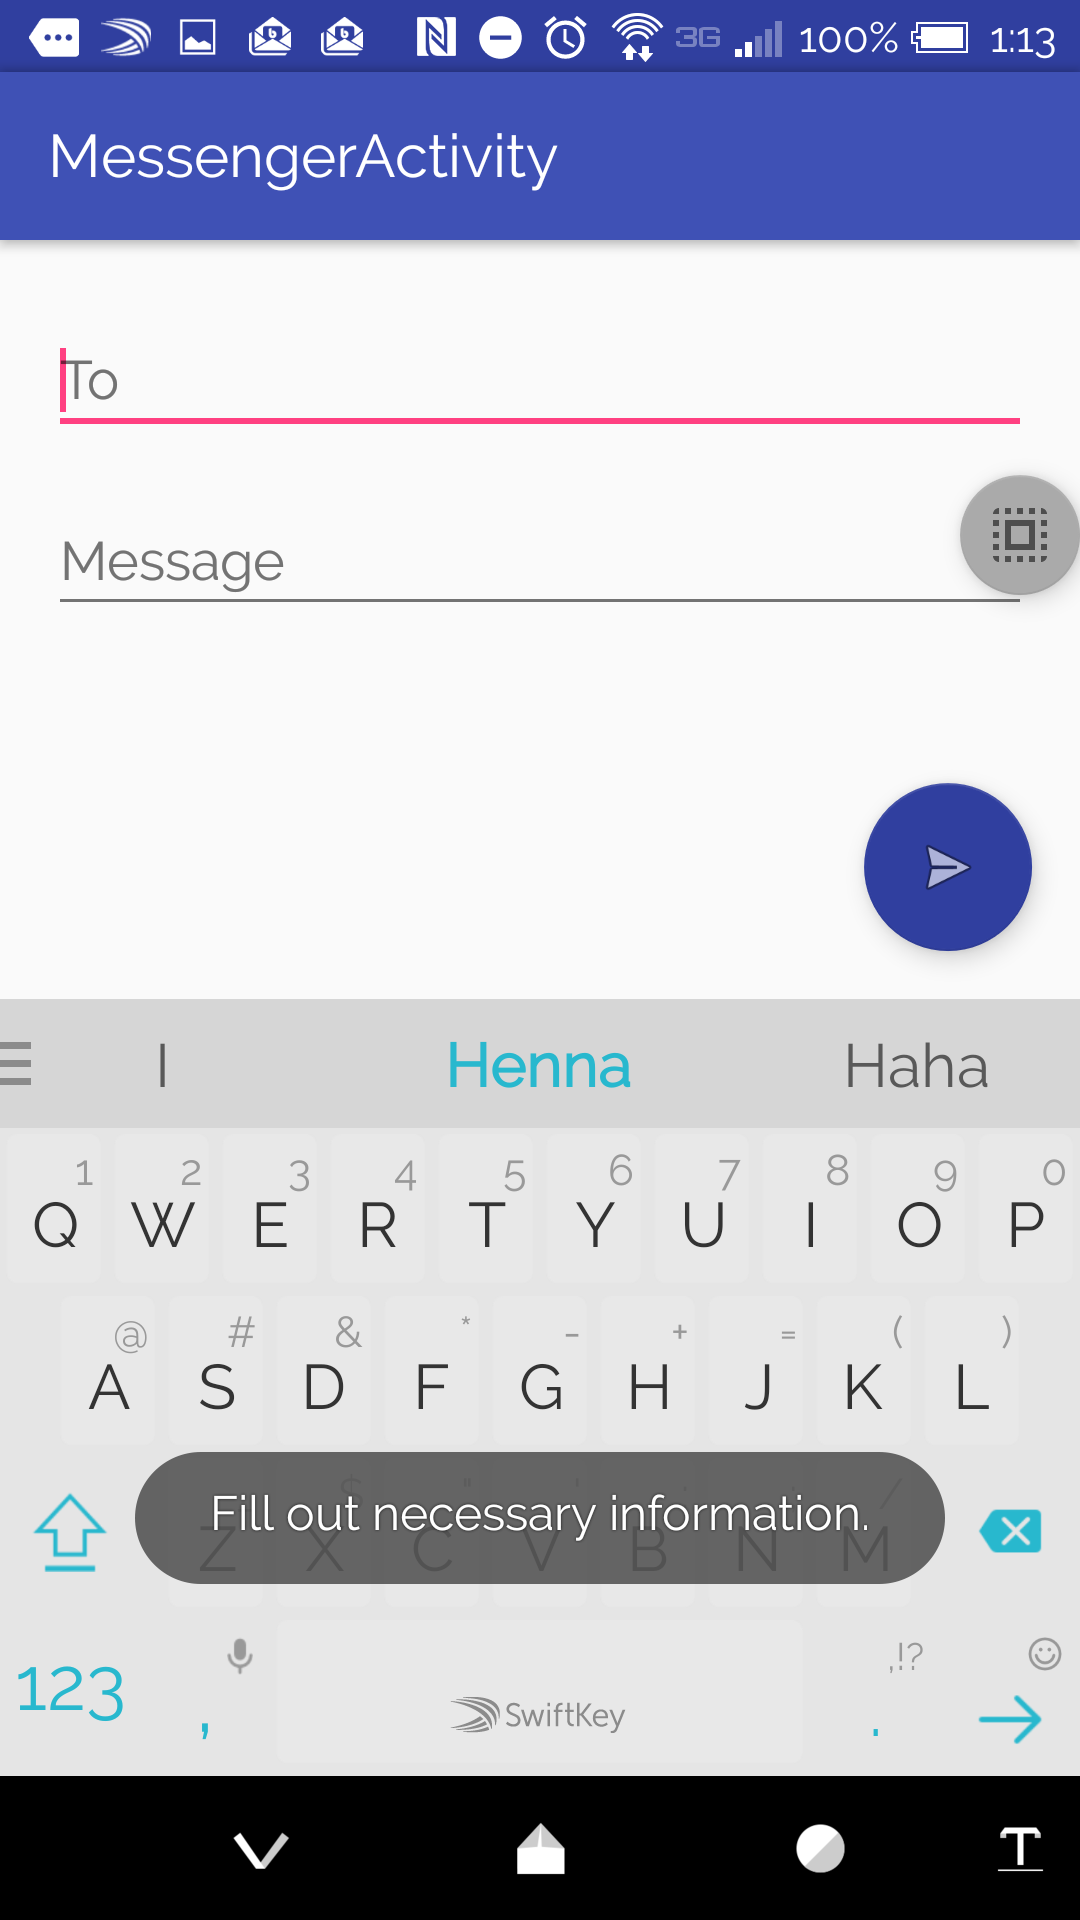 3G 100% 1:13
MessengerActivity
To
Message
I Henna Haha
1 2 3 4 5 6 7 8 9 0
Q W E R T Y U I O P
@ # & * - + = ( )
A S D F G H J K L
$ " ' /
Fill out necessary information.
Z X C V B N M
123 , SwiftKey ,!? .
T